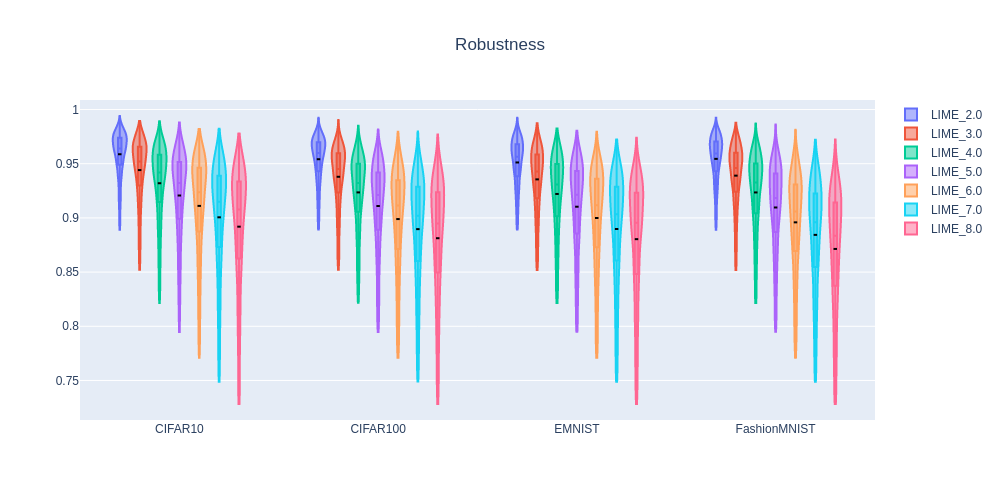 Robustness
1
0.95
0.9
0.85
0.8
0.75
CIFAR10
CIFAR100
EMNIST
FashionMNIST
LIME_2.0
LIME_3.0
LIME_4.0
LIME_5.0
LIME_6.0
LIME_7.0
LIME_8.0